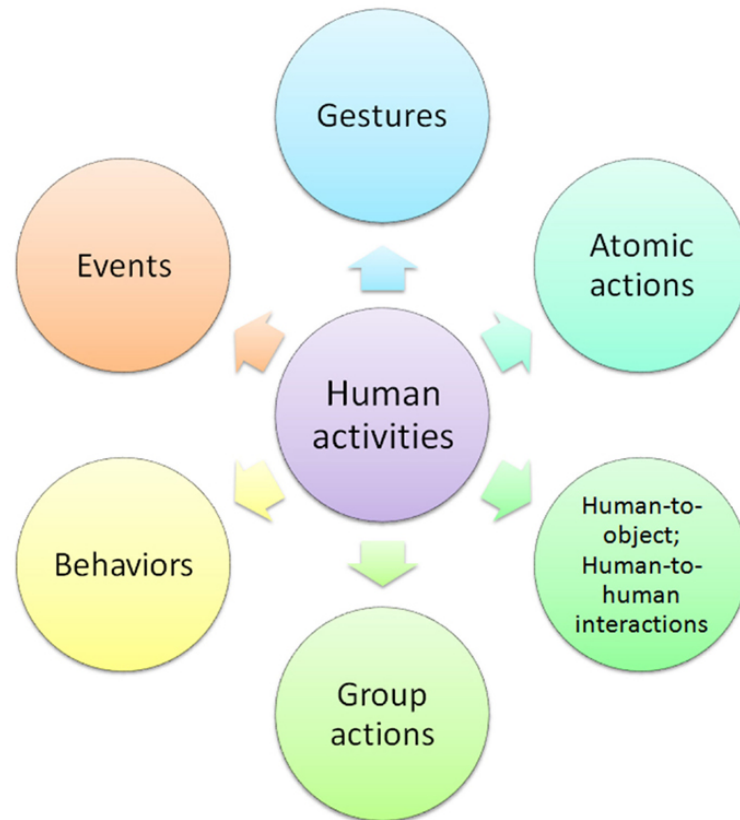 Gestures
Atomic
actions
Human-to-
object;
Human-to-
human
interactions
Group
actions
Behaviors
Events
Human
activities